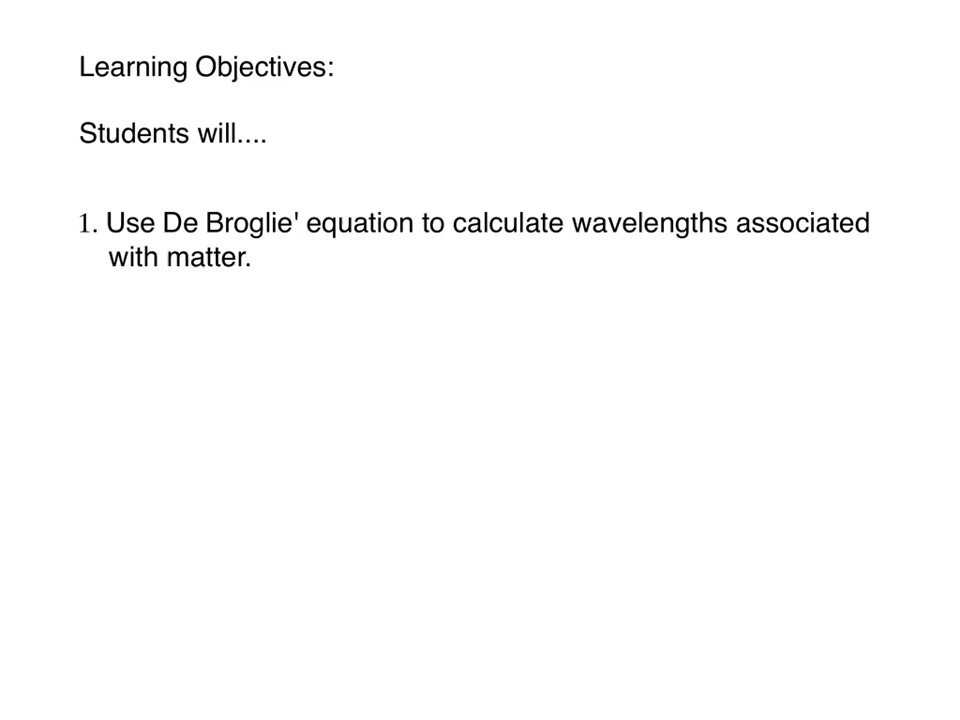 Learning Objectives:
Students will....
1. Use De Broglie' equation to calculate wavelengths associated
with matter.